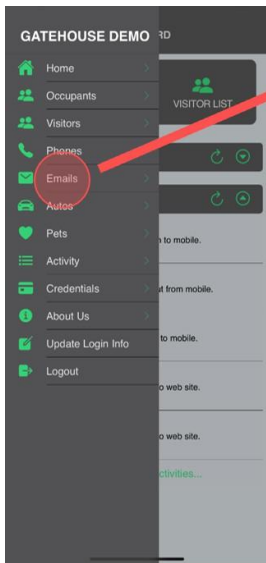 GATEHOUSE DEMO RD
Home
Occupants
VISITOR LIST
Visitors
Phones
Emails
Autos
Pets
to mobile.
Activity
Credentials
from mobile.
About Us
Update Login Info
to mobile.
Logout
web site.
web site.